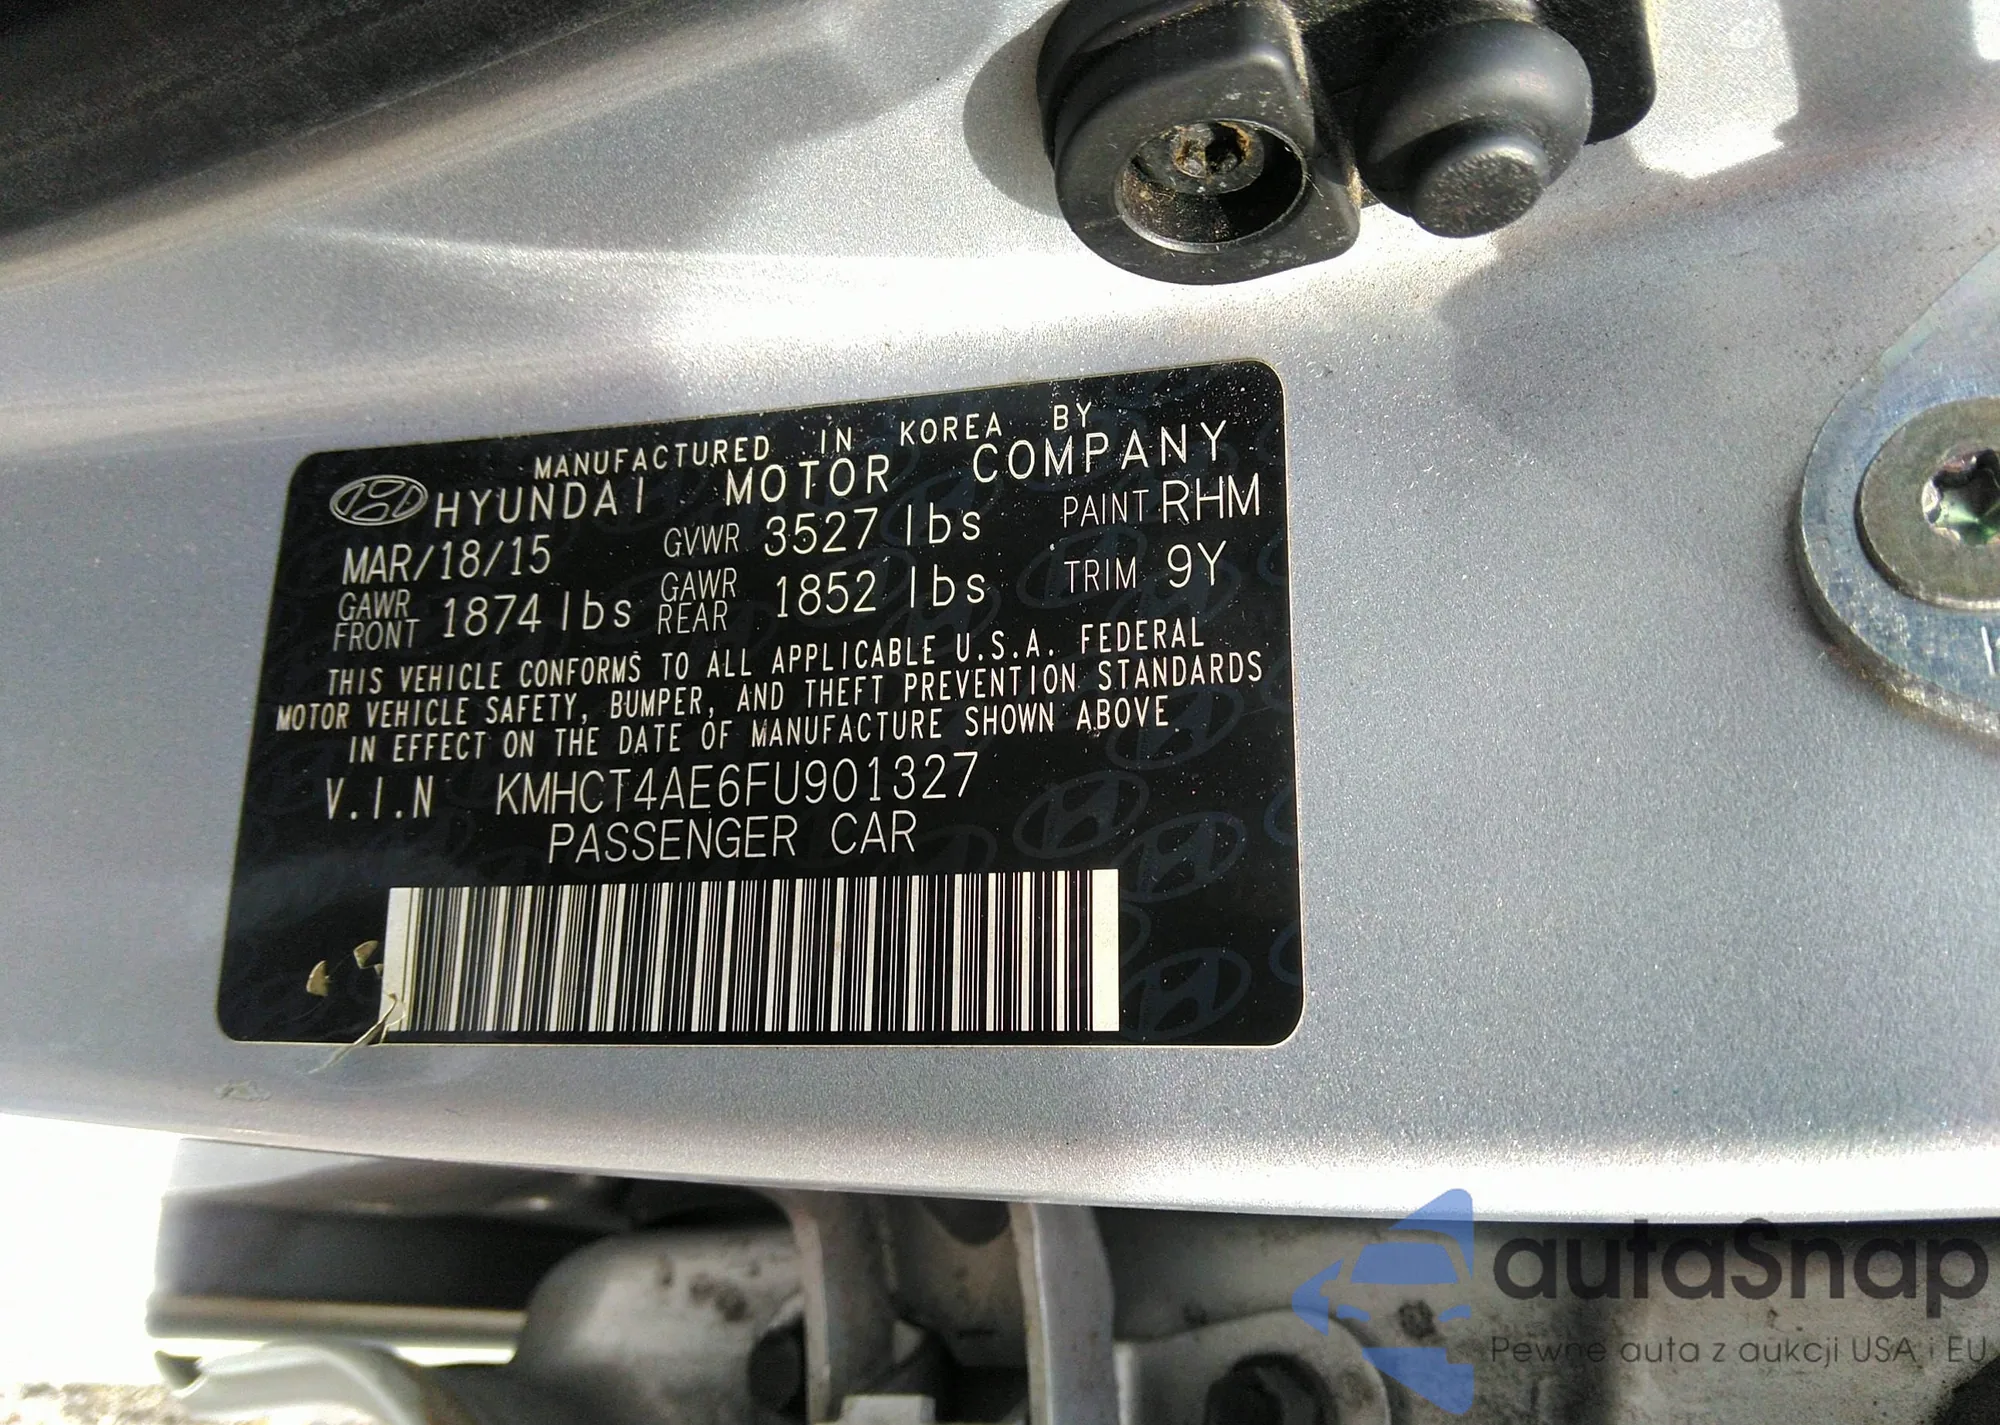 MANUFACTURED IN KOREA BY
HYUNDAI MOTOR COMPANY
MAR/18/15 GVWR 3527 lbs PAINT RHM
GAWR FRONT 1874 lbs GAWR REAR 1852 lbs TRIM 9Y
THIS VEHICLE CONFORMS TO ALL APPLICABLE U.S.A. FEDERAL
MOTOR VEHICLE SAFETY, BUMPER, AND THEFT PREVENTION STANDARDS
IN EFFECT ON THE DATE OF MANUFACTURE SHOWN ABOVE
V.I.N KMHCT4AE6FU901327
PASSENGER CAR
autaSnap
Pewne auta z aukcji USA i EU